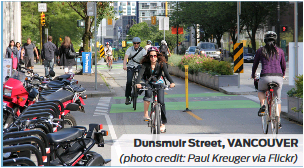 Dunsmuir Street, VANCOUVER
(photo credit: Paul Kreuger via Flickr)